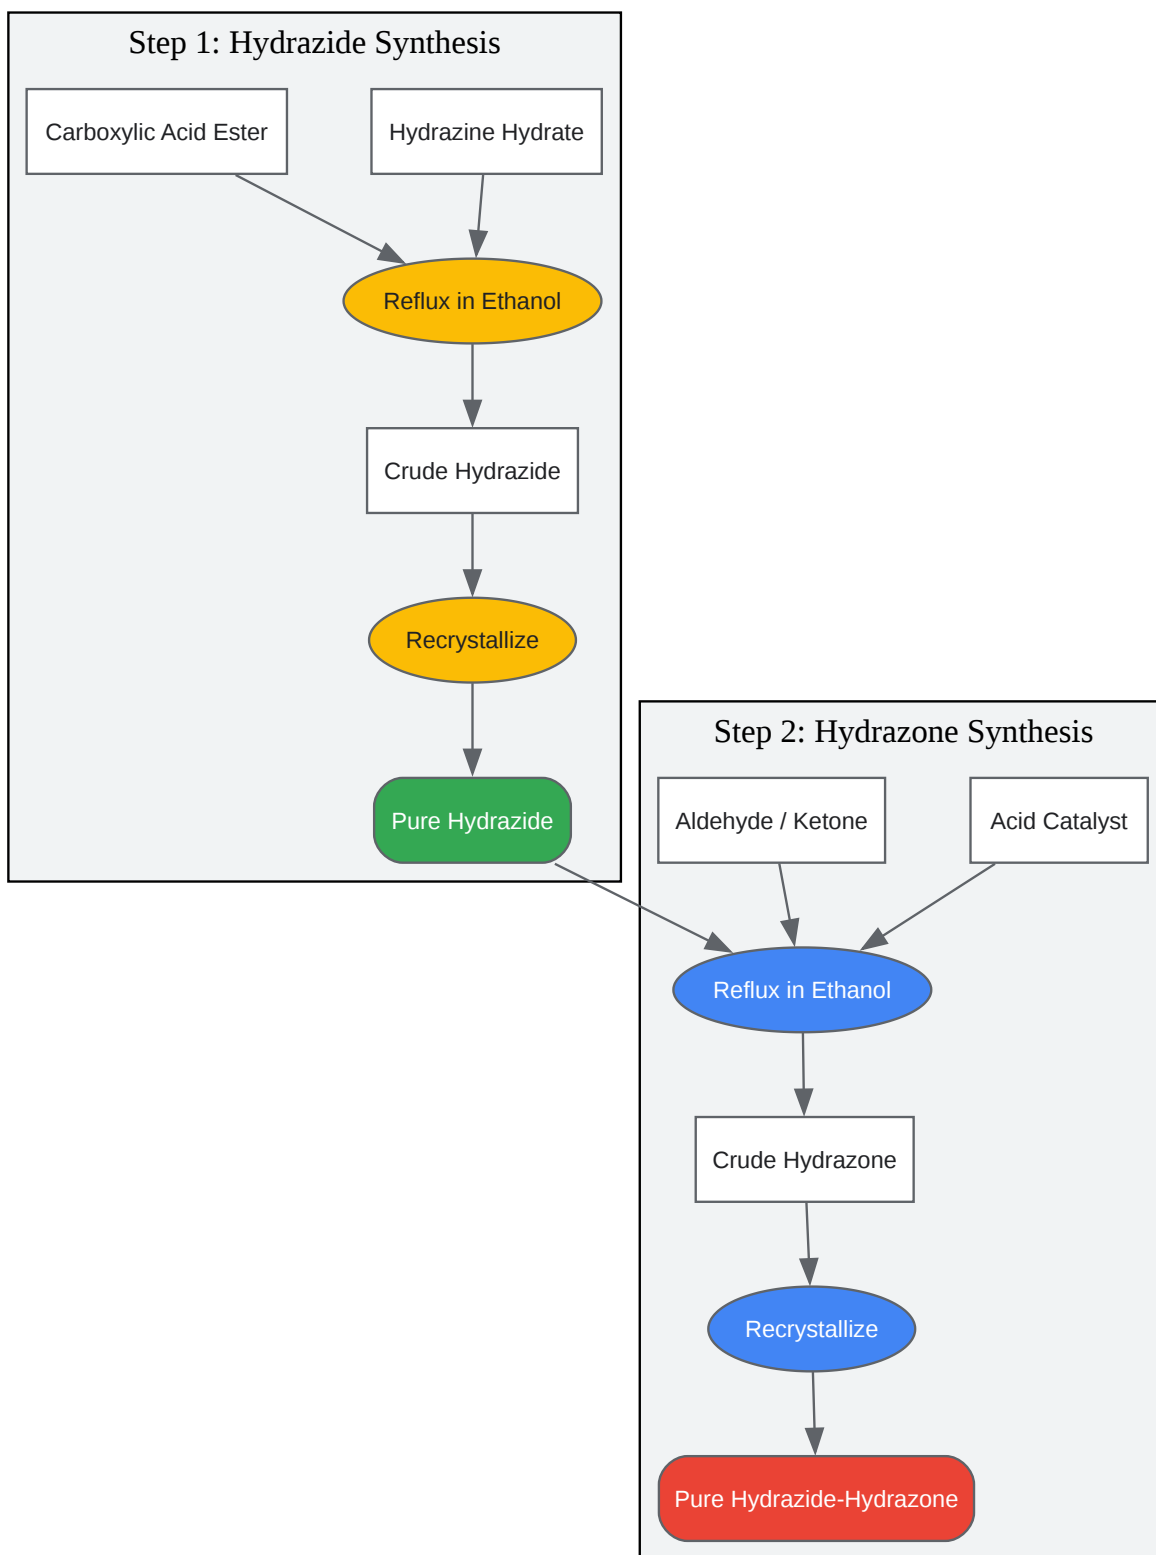 Step 1: Hydrazide Synthesis
Carboxylic Acid Ester
Hydrazine Hydrate
Reflux in Ethanol
Crude Hydrazide
Recrystallize
Pure Hydrazide
Step 2: Hydrazone Synthesis
Aldehyde / Ketone
Acid Catalyst
Reflux in Ethanol
Crude Hydrazone
Recrystallize
Pure Hydrazide-Hydrazone